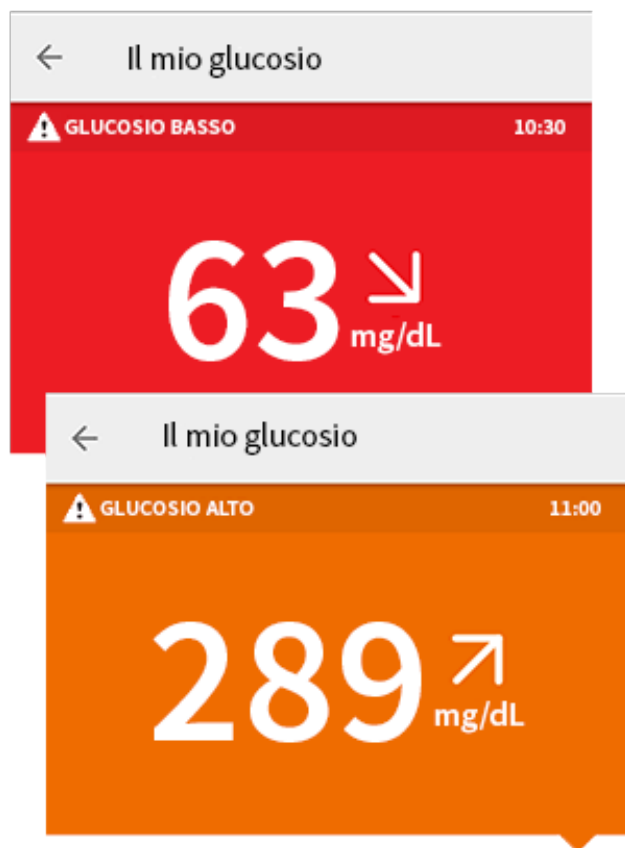 Il mio glucosio
GLUCOSIO BASSO 10:30
63 mg/dL
Il mio glucosio
GLUCOSIO ALTO 11:00
289 mg/dL